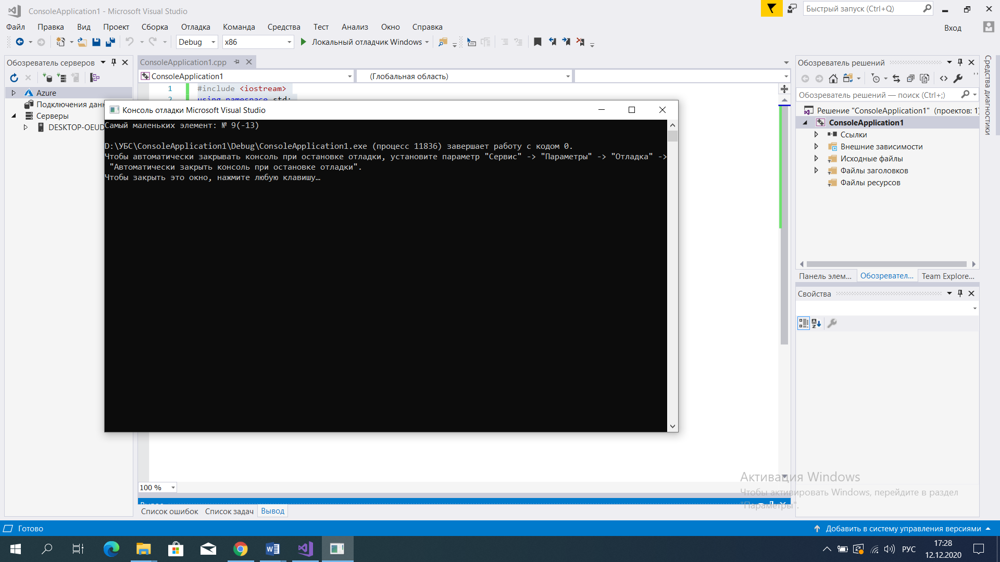 ConsoleApplication1 - Microsoft Visual Studio
Быстрый запуск (Ctrl+Q)
Файл Правка Вид Проект Сборка Отладка Команда Средства Тест Анализ Окно Справка
Вход
Debug x86 Локальный отладчик Windows
Обозреватель серверов
Azure
Подключения
Серверы
ConsoleApplication1.cpp
ConsoleApplication1 (Глобальная область)
1 #include <iostream>
2 using namespace std;
Консоль отладки Microsoft Visual Studio
Самый маленьких элемент: № 9(-13)
D:\УБС\ConsoleApplication1\Debug\ConsoleApplication1.exe (процесс 11836) завершает работу с кодом 0.
Чтобы автоматически закрывать консоль при остановке отладки, установите параметр "Сервис" -> "Параметры" -> "Отладка" ->
"Автоматически закрыть консоль при остановке отладки".
Чтобы закрыть это окно, нажмите любую клавишу…
100 %
Список ошибок Список задач Вывод
Обозреватель решений
Обозреватель решений — поиск (Ctrl+;)
Решение "ConsoleApplication1" (проектов: 1)
ConsoleApplication1
Ссылки
Внешние зависимости
Исходные файлы
Файлы заголовков
Файлы ресурсов
Панель элем... Обозревател... Team Explore...
Свойства
Средства диагностики
Активация Windows
Чтобы активировать Windows, перейдите в раздел
"Параметры".
Готово
Добавить в систему управления версиями
РУС
17:28
12.12.2020